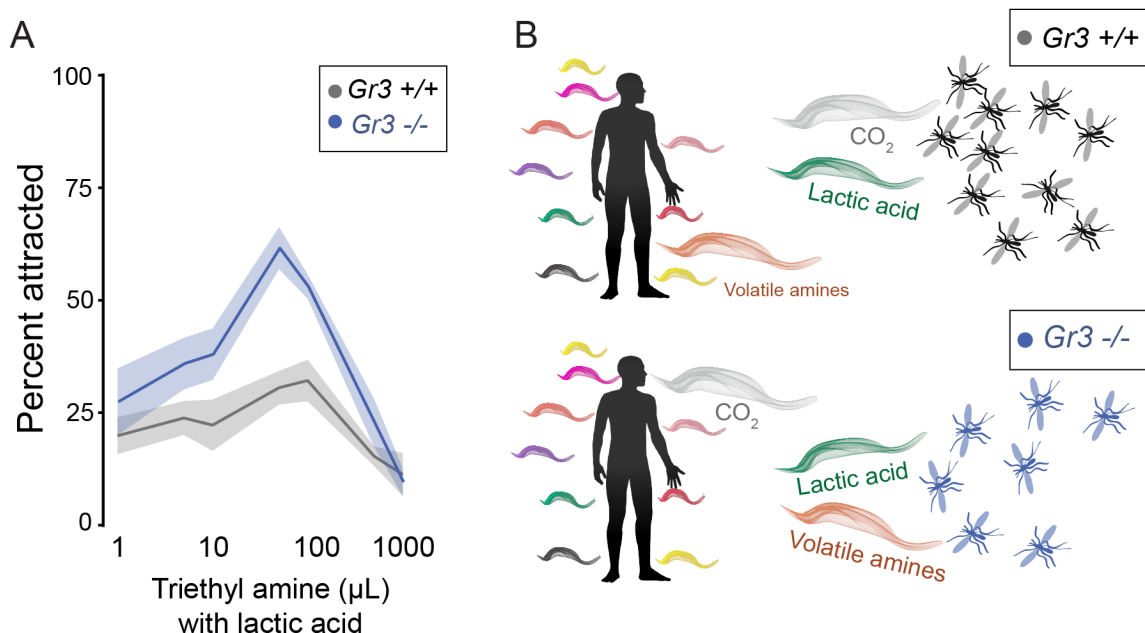 A
Percent attracted
100
75
50
25
0
1 10 100 1000
Triethyl amine (µL)
with lactic acid
Gr3 +/+
Gr3 -/-
B
Gr3 +/+
CO2
Lactic acid
Volatile amines
Gr3 -/-
CO2
Lactic acid
Volatile amines